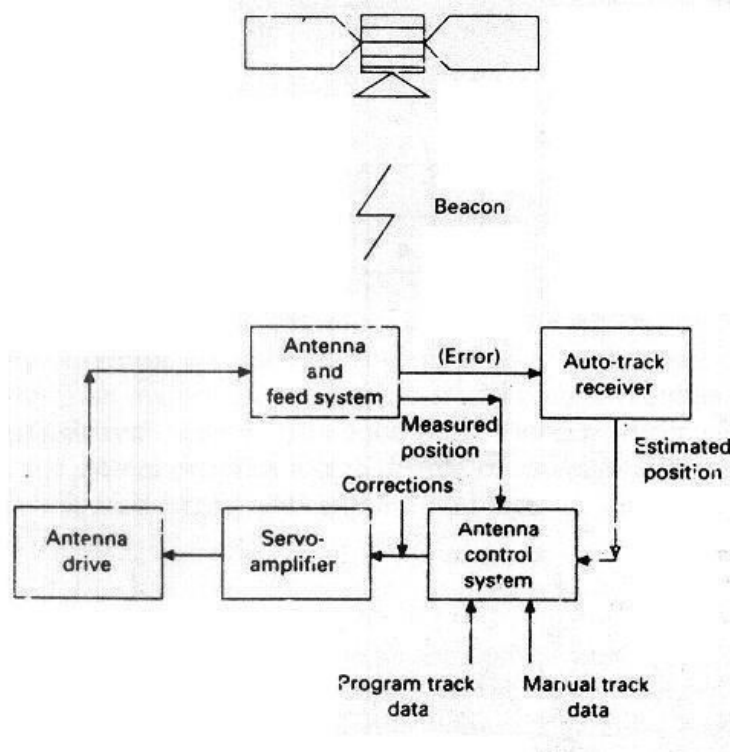 Beacon
Antenna
and
feed system
(Error)
Auto-track
receiver
Measured
position
Estimated
position
Corrections
Antenna
drive
Servo-
amplifier
Antenna
control
system
Program track
data
Manual track
data